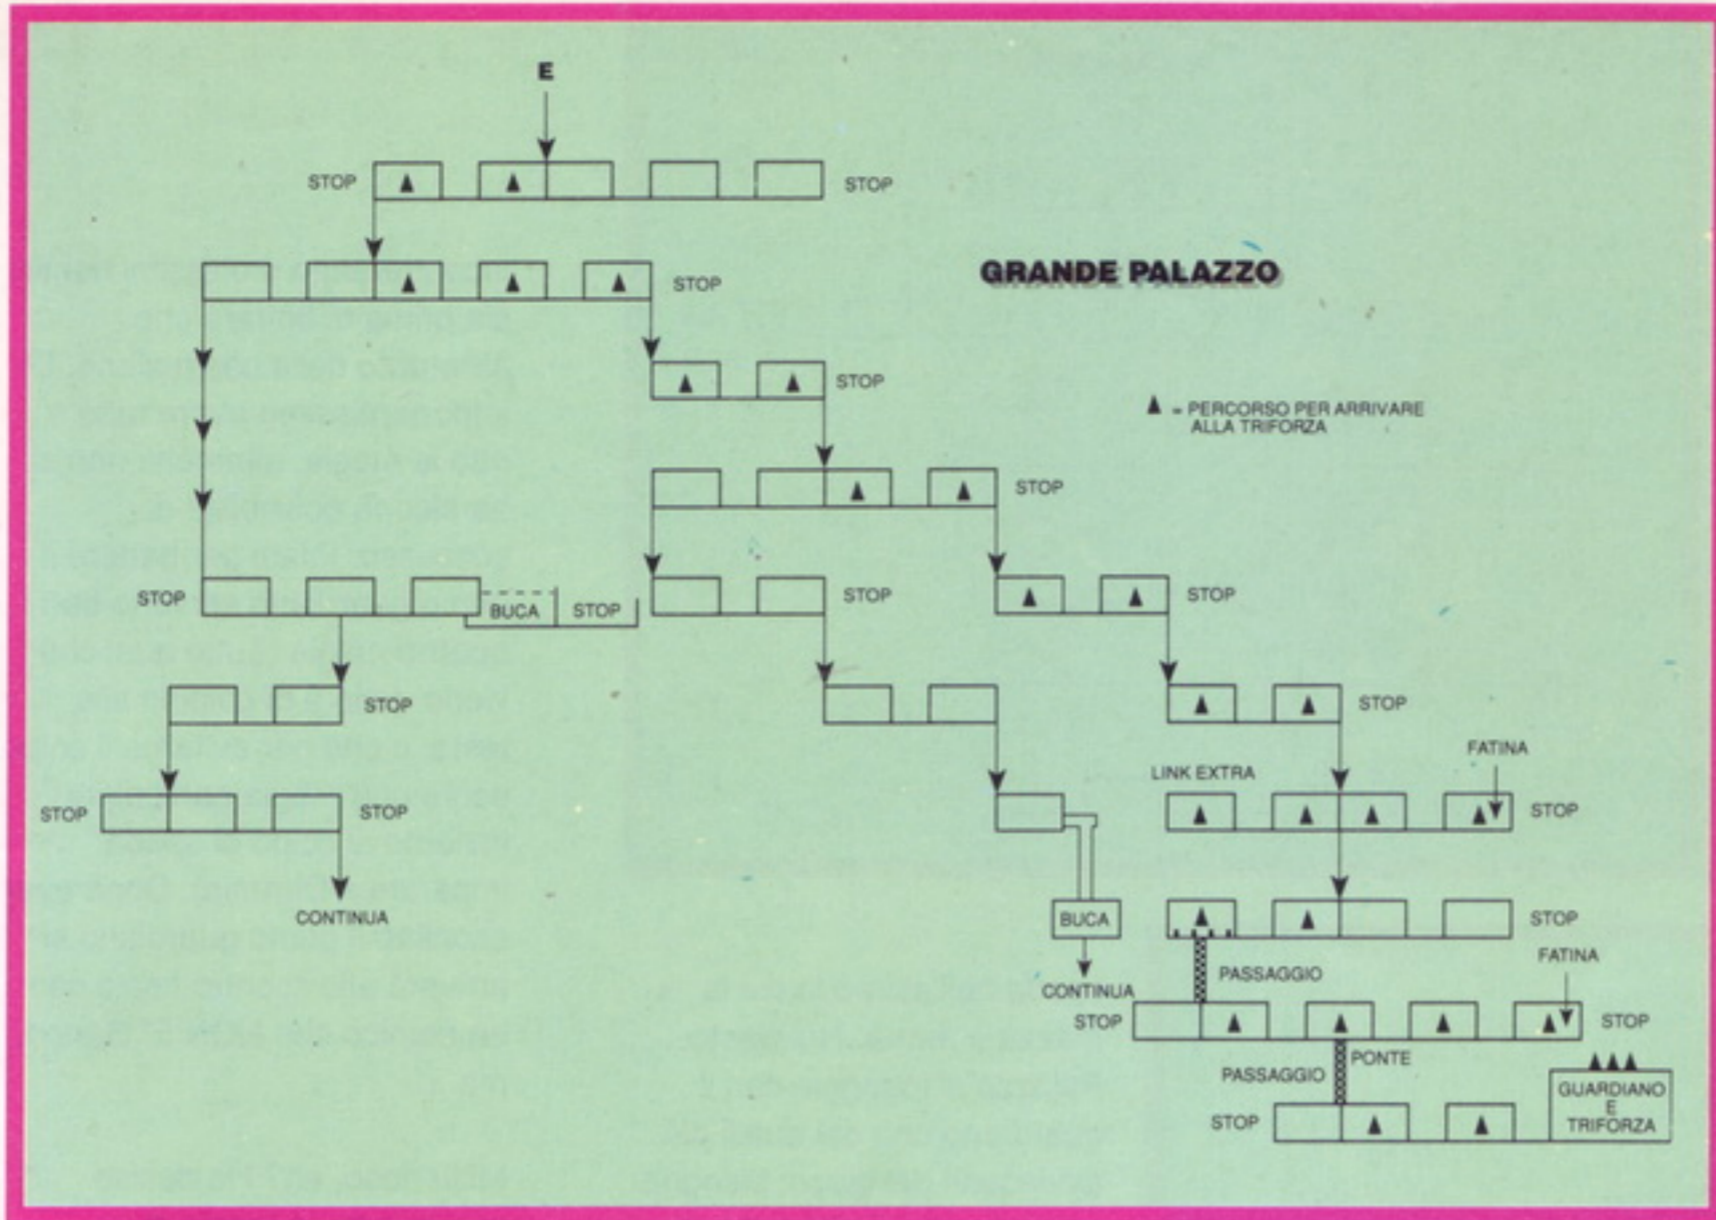 E
STOP STOP
STOP
GRANDE PALAZZO
STOP
▲ = PERCORSO PER ARRIVARE
ALLA TRIFORZA
STOP
STOP BUCA STOP STOP STOP
STOP STOP
FATINA
LINK EXTRA
STOP STOP STOP
CONTINUA BUCA STOP
FATINA
PASSAGGIO
CONTINUA
STOP STOP
PONTE
PASSAGGIO
GUARDIANO
E
TRIFORZA
STOP